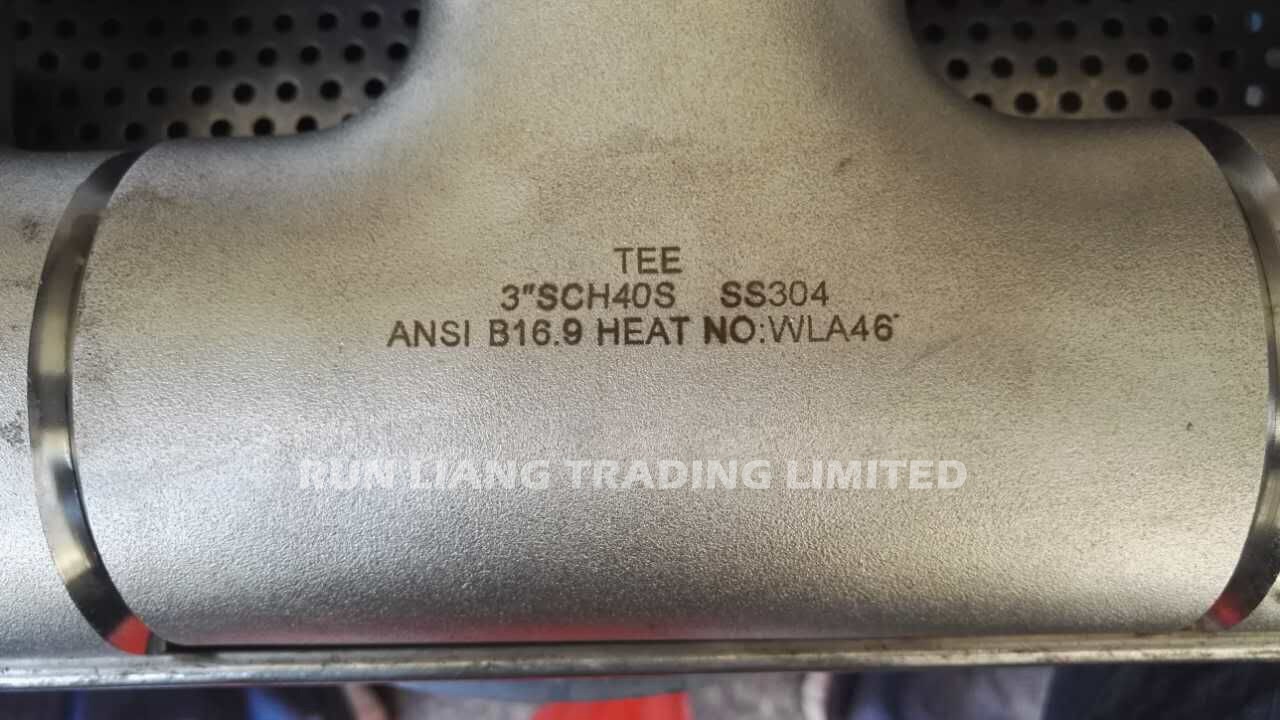 TEE
3"SCH40S SS304
ANSI B16.9 HEAT NO:WLA46
RUN LIANG TRADING LIMITED